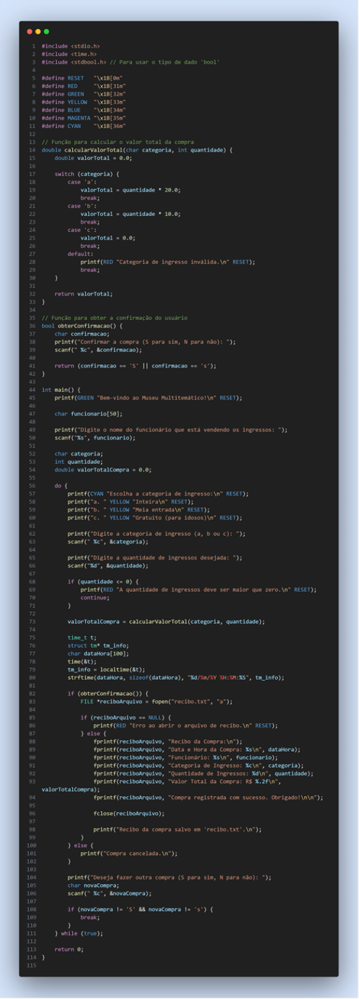 1 #include <stdio.h>
2 #include <time.h>
3 #include <stdbool.h> // Para usar o tipo de dado 'bool'
4
5 #define RESET   "\x1B[0m"
6 #define RED     "\x1B[31m"
7 #define GREEN   "\x1B[32m"
8 #define YELLOW  "\x1B[33m"
9 #define BLUE    "\x1B[34m"
10 #define MAGENTA "\x1B[35m"
11 #define CYAN    "\x1B[36m"
12
13 // Função para calcular o valor total da compra
14 double calcularValorTotal(char categoria, int quantidade) {
15     double valorTotal = 0.0;
16
17     switch (categoria) {
18         case 'a':
19             valorTotal = quantidade * 20.0;
20             break;
21         case 'b':
22             valorTotal = quantidade * 10.0;
23             break;
24         case 'c':
25             valorTotal = 0.0;
26             break;
27         default:
28             printf(RED "Categoria de ingresso inválida.\n" RESET);
29             break;
30     }
31
32     return valorTotal;
33 }
34
35 // Função para obter a confirmação do usuário
36 bool obterConfirmacao() {
37     char confirmacao;
38     printf("Confirmar a compra (S para sim, N para não): ");
39     scanf(" %c", &confirmacao);
40
41     return (confirmacao == 'S' || confirmacao == 's');
42 }
43
44 int main() {
45     printf(GREEN "Bem-vindo ao Museu Multitemático!\n" RESET);
46
47     char funcionario[50];
48
49     printf("Digite o nome do funcionário que está vendendo os ingressos: ");
50     scanf("%s", funcionario);
51
52     char categoria;
53     int quantidade;
54     double valorTotalCompra = 0.0;
55
56     do {
57         printf(CYAN "Escolha a categoria de ingresso:\n" RESET);
58         printf("a. " YELLOW "Inteira\n" RESET);
59         printf("b. " YELLOW "Meia entrada\n" RESET);
60         printf("c. " YELLOW "Gratuito (para idosos)\n" RESET);
61
62         printf("Digite a categoria de ingresso (a, b ou c): ");
63         scanf(" %c", &categoria);
64
65         printf("Digite a quantidade de ingressos desejada: ");
66         scanf("%d", &quantidade);
67
68         if (quantidade <= 0) {
69             printf(RED "A quantidade de ingressos deve ser maior que zero.\n" RESET);
70             continue;
71         }
72
73         valorTotalCompra = calcularValorTotal(categoria, quantidade);
74
75         time_t t;
76         struct tm* tm_info;
77         char dataHora[100];
78         time(&t);
79         tm_info = localtime(&t);
80         strftime(dataHora, sizeof(dataHora), "%d/%m/%Y %H:%M:%S", tm_info);
81
82         if (obterConfirmacao()) {
83             FILE *reciboArquivo = fopen("recibo.txt", "a");
84
85             if (reciboArquivo == NULL) {
86                 printf(RED "Erro ao abrir o arquivo de recibo.\n" RESET);
87             } else {
88                 fprintf(reciboArquivo, "Recibo da Compra:\n");
89                 fprintf(reciboArquivo, "Data e Hora da Compra: %s\n", dataHora);
90                 fprintf(reciboArquivo, "Funcionário: %s\n", funcionario);
91                 fprintf(reciboArquivo, "Categoria de Ingresso: %c\n", categoria);
92                 fprintf(reciboArquivo, "Quantidade de Ingressos: %d\n", quantidade);
93                 fprintf(reciboArquivo, "Valor Total da Compra: R$ %.2f\n",
valorTotalCompra);
94                 fprintf(reciboArquivo, "Compra registrada com sucesso. Obrigado!\n\n");
95
96                 fclose(reciboArquivo);
97
98                 printf("Recibo da compra salvo em 'recibo.txt'.\n");
99             }
100         } else {
101             printf("Compra cancelada.\n");
102         }
103
104         printf("Deseja fazer outra compra (S para sim, N para não): ");
105         char novaCompra;
106         scanf(" %c", &novaCompra);
107
108         if (novaCompra != 'S' && novaCompra != 's') {
109             break;
110         }
111     } while (true);
112
113     return 0;
114 }
115